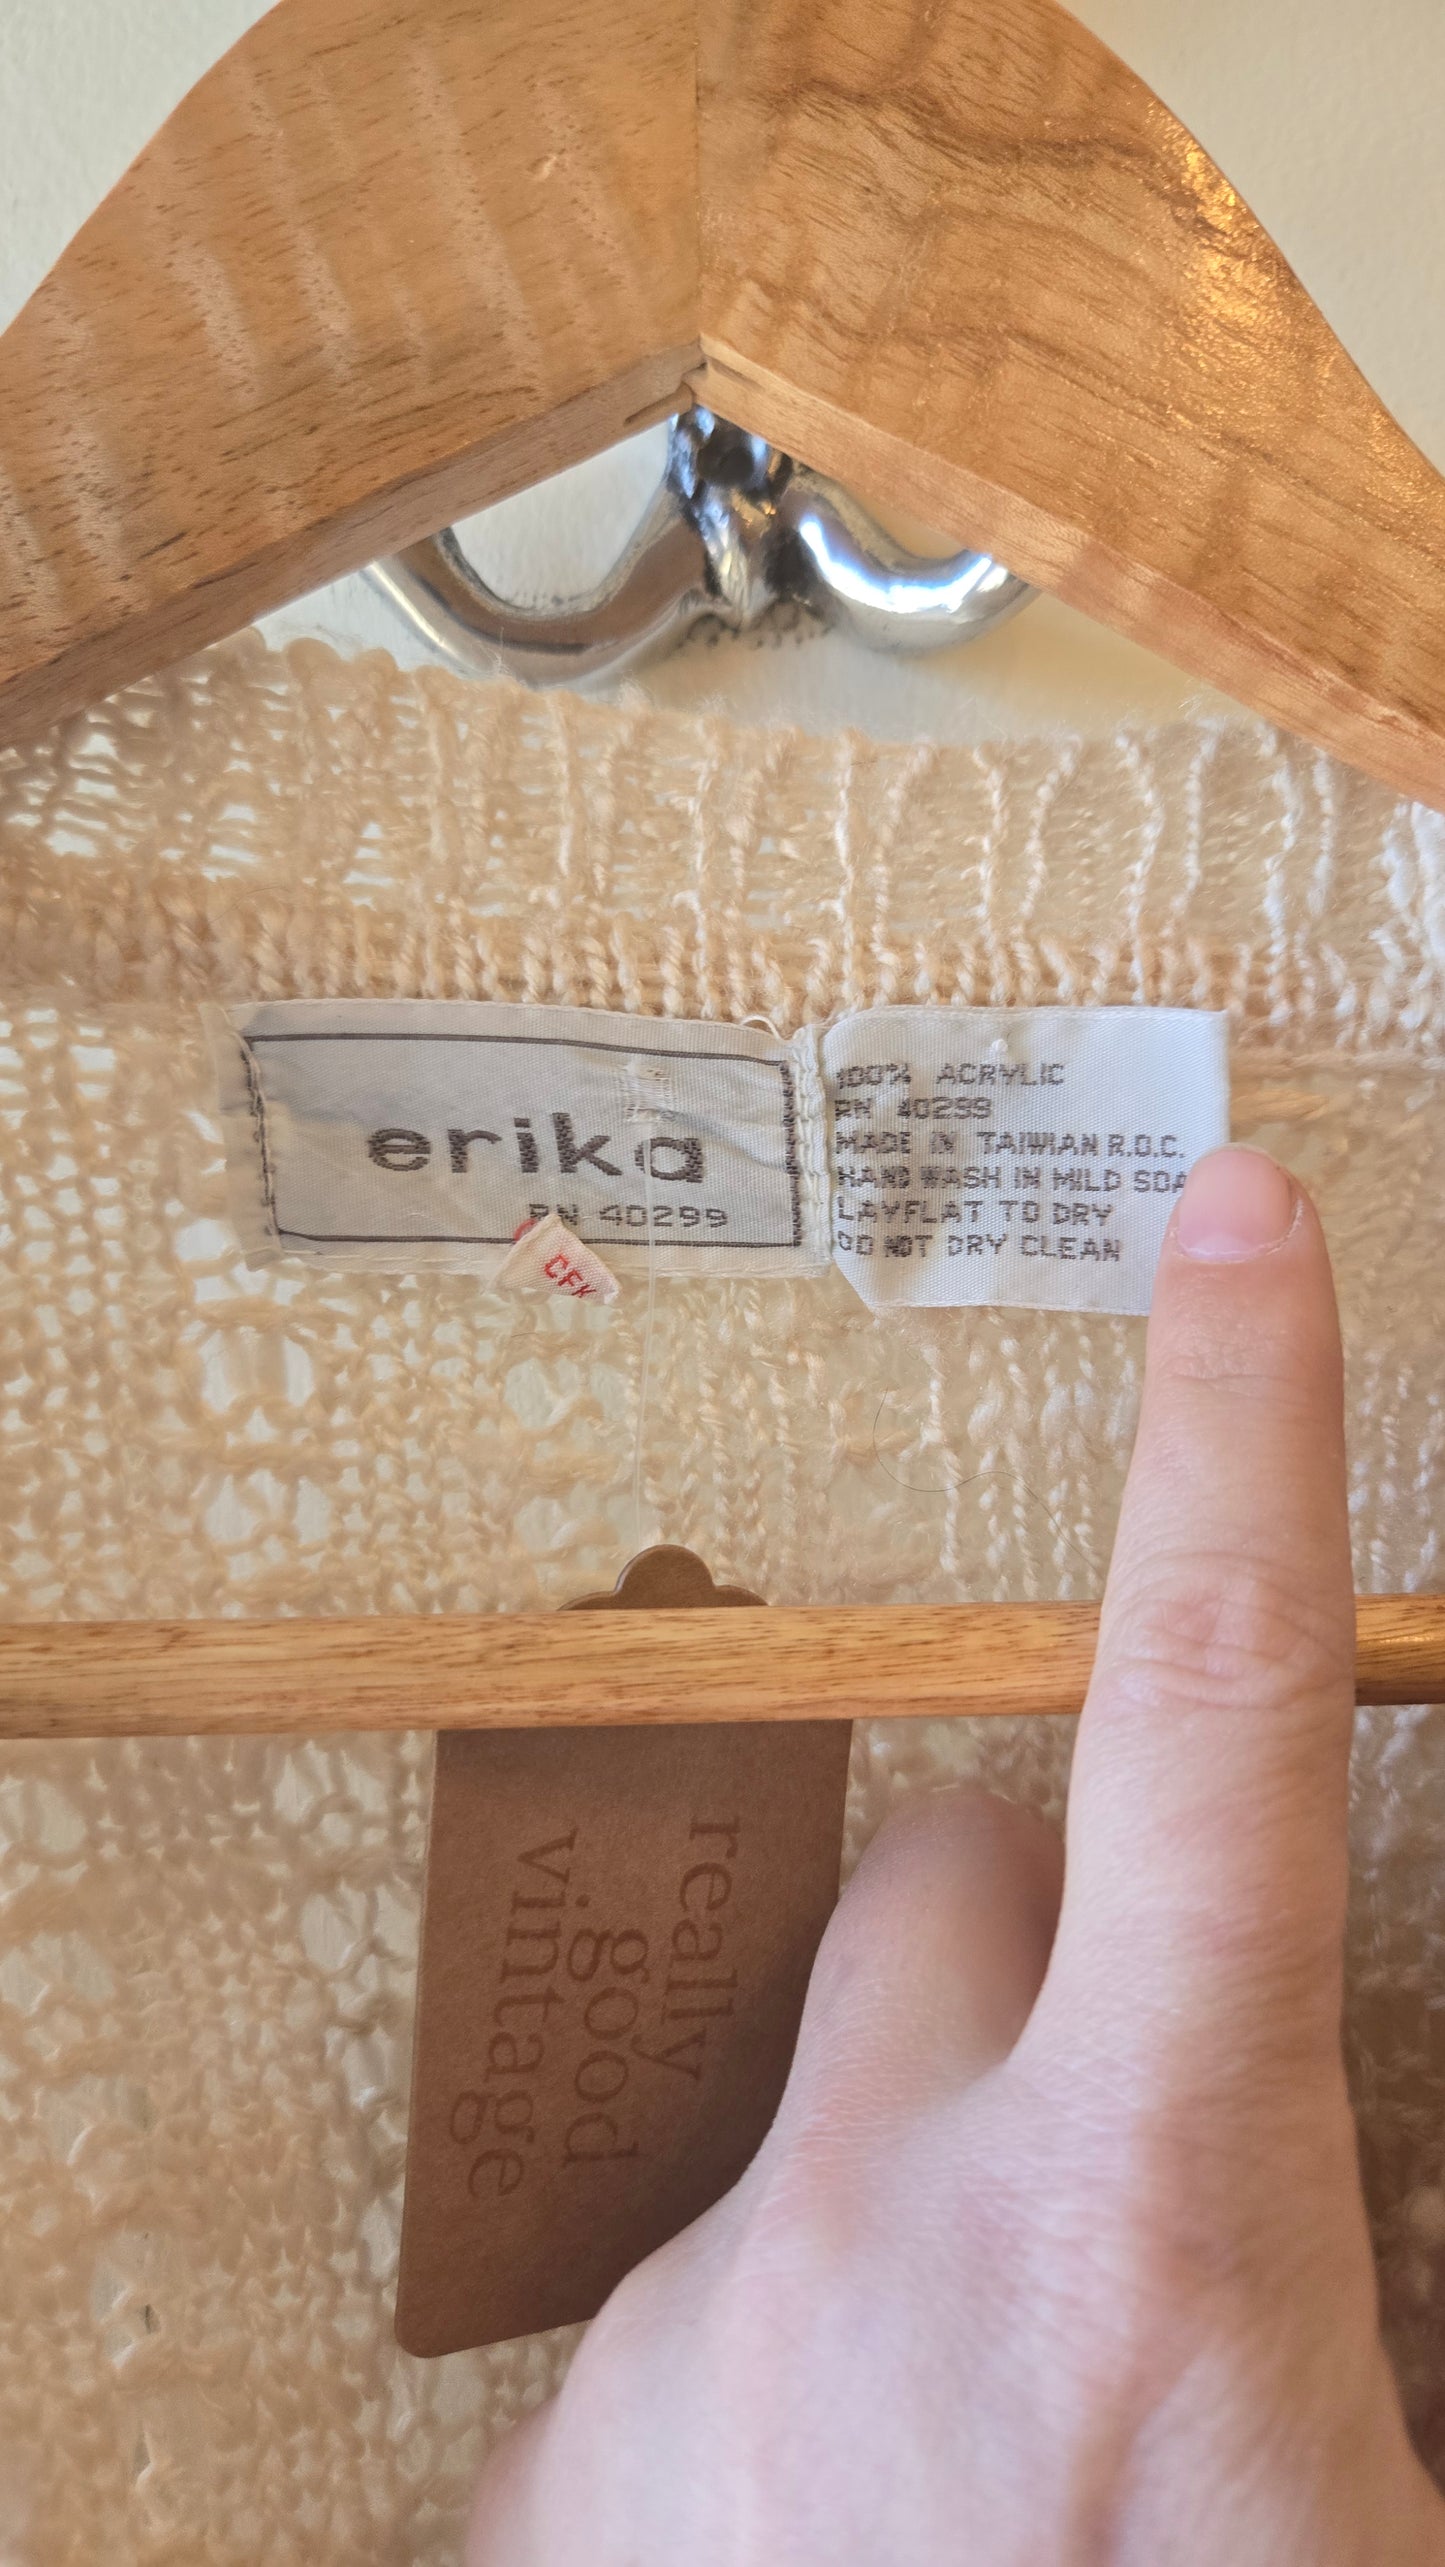 erika
RN 40299
CFK
100% ACRYLIC
RN 40299
MADE IN TAIWAN R.O.C.
HAND WASH IN MILD SOA
LAYFLAT TO DRY
DO NOT DRY CLEAN
really
good
vintage